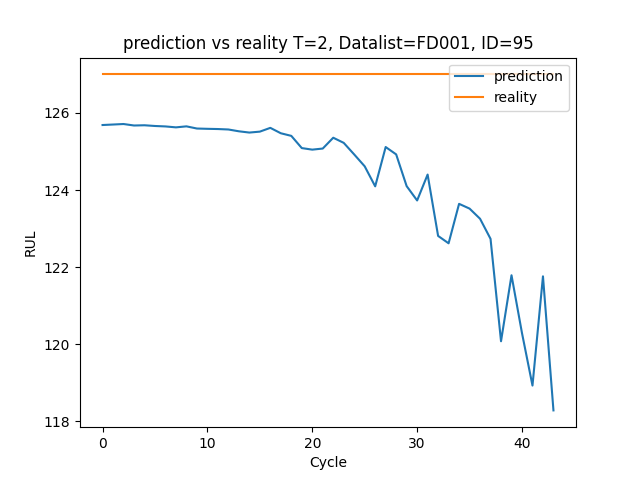 prediction vs reality T=2, Datalist=FD001, ID=95
prediction
reality
126
124
122
120
118
RUL
0
10
20
30
40
Cycle